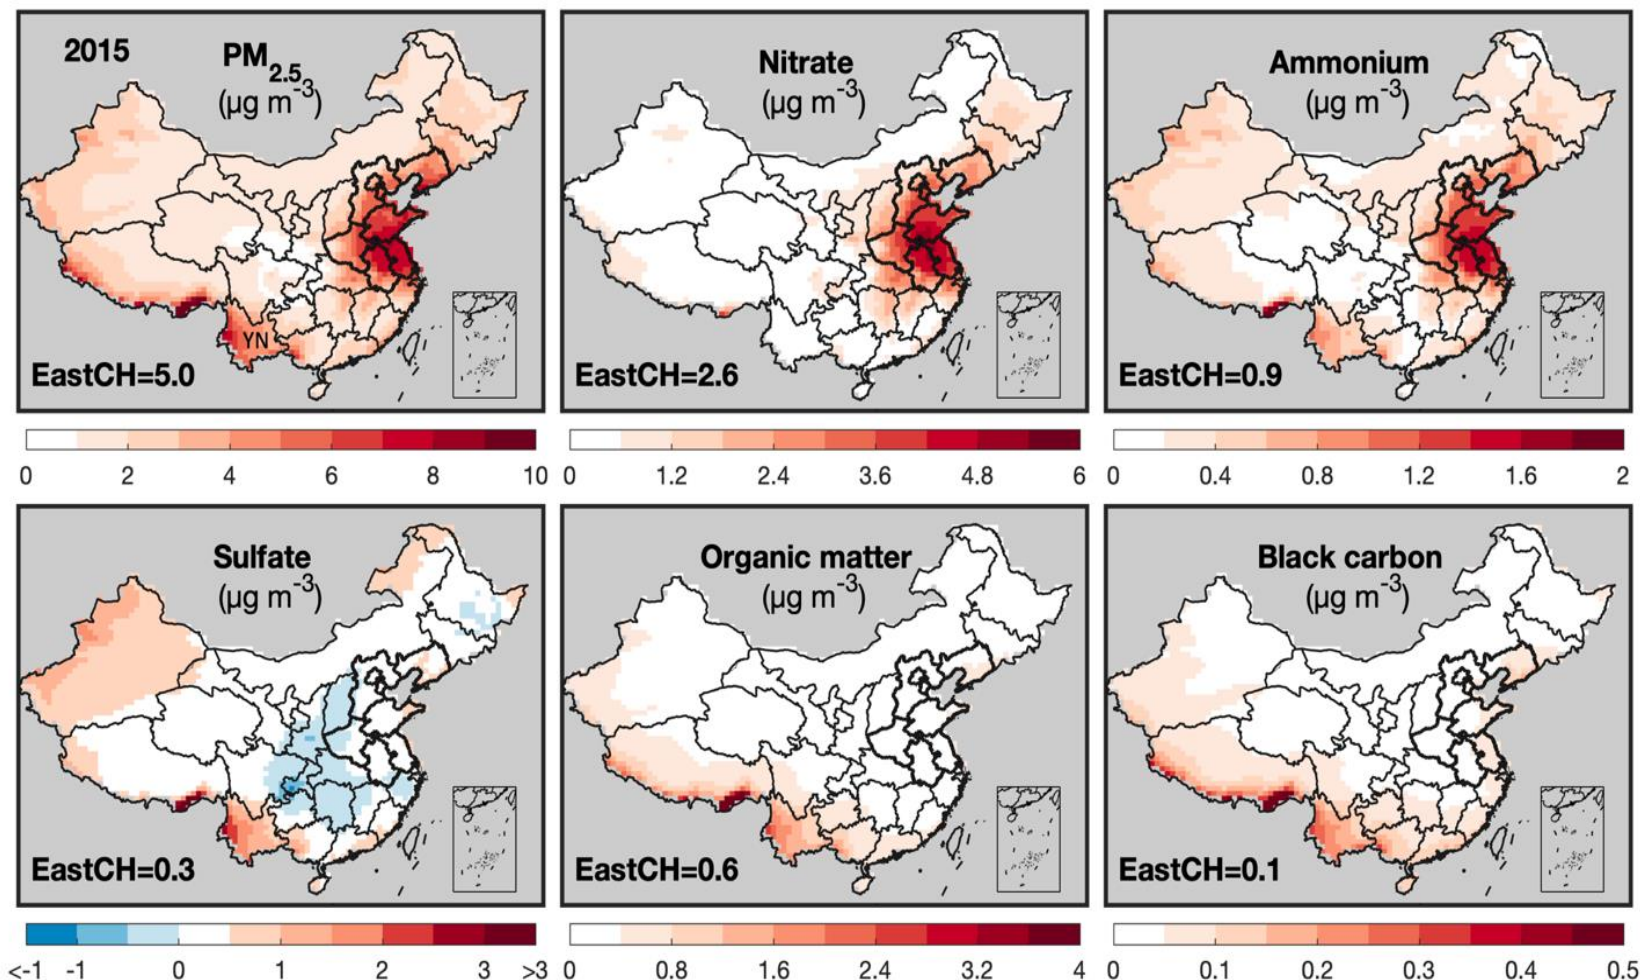 2015
PM2.5
(µg m-3)
YN
EastCH=5.0
0 2 4 6 8 10
Nitrate
(µg m-3)
EastCH=2.6
0 1.2 2.4 3.6 4.8 6
Ammonium
(µg m-3)
EastCH=0.9
0 0.4 0.8 1.2 1.6 2
Sulfate
(µg m-3)
EastCH=0.3
<-1 -1 0 1 2 3 >3
Organic matter
(µg m-3)
EastCH=0.6
0 0.8 1.6 2.4 3.2 4
Black carbon
(µg m-3)
EastCH=0.1
0 0.1 0.2 0.3 0.4 0.5